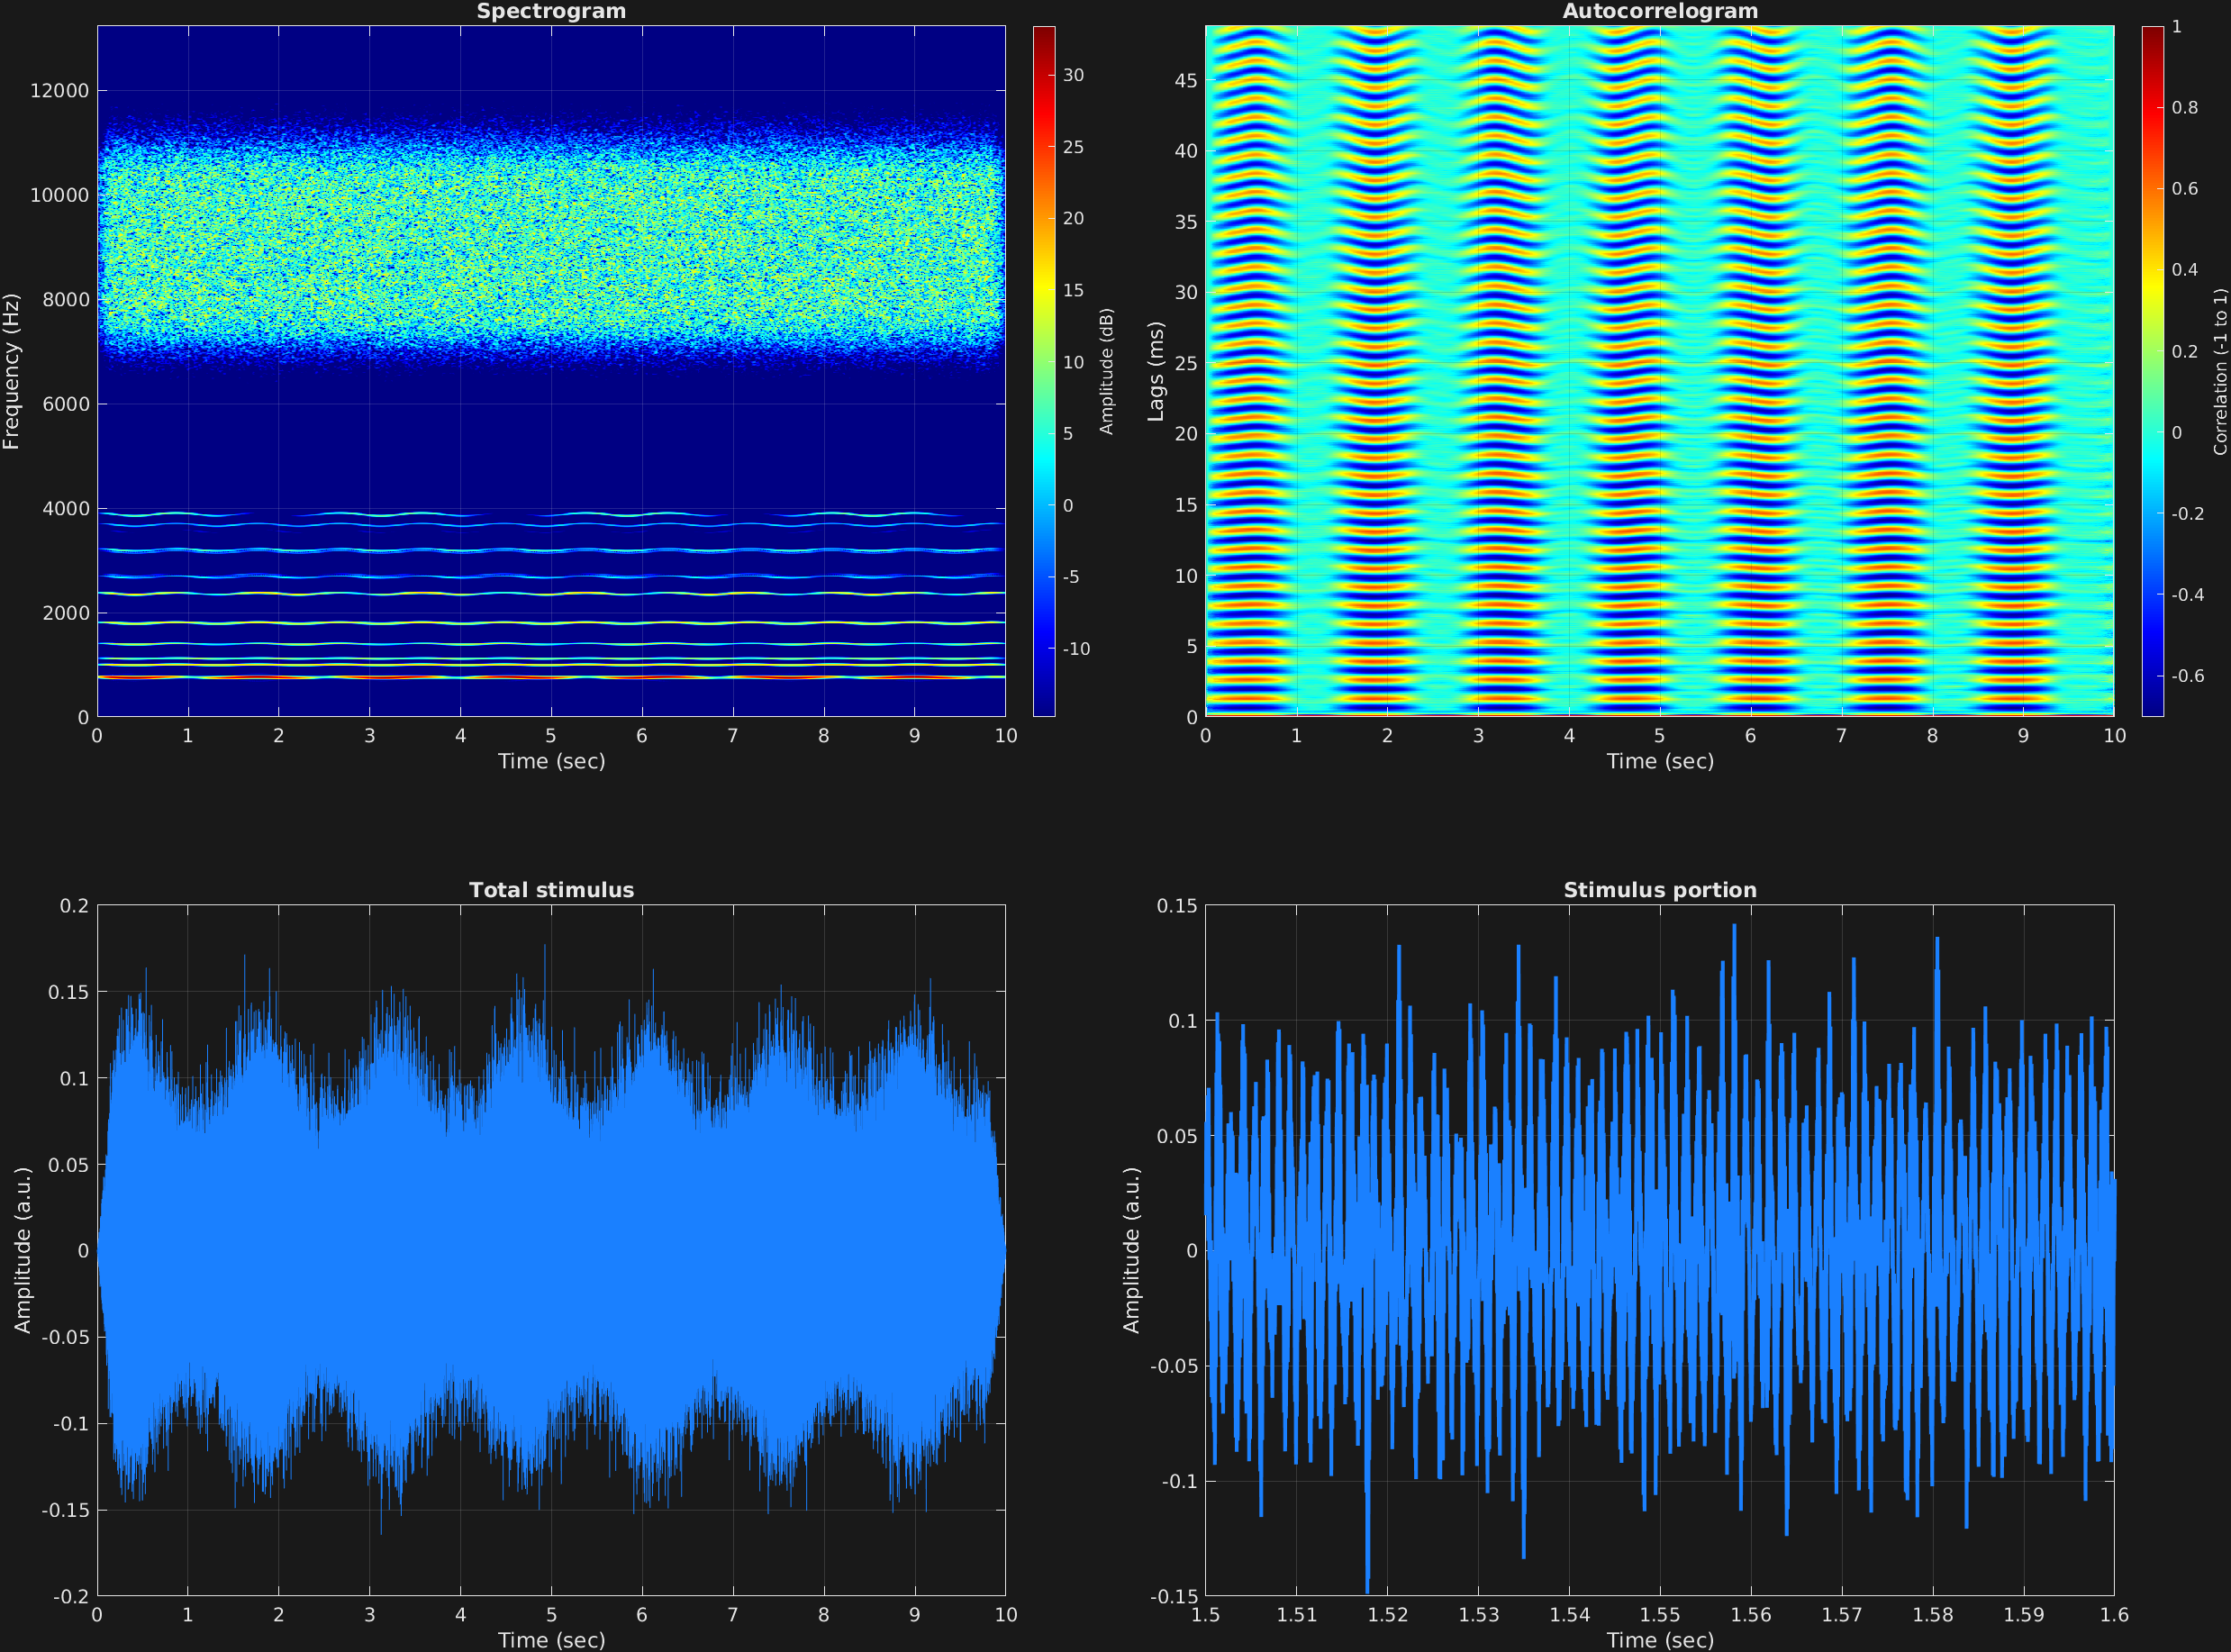 Spectrogram
12000
10000
8000
6000
4000
2000
0
Frequency (Hz)
0 1 2 3 4 5 6 7 8 9 10
Time (sec)
30
25
20
15
10
5
0
-5
-10
Amplitude (dB)
Autocorrelogram
45
40
35
30
25
20
15
10
5
0
Lags (ms)
0 1 2 3 4 5 6 7 8 9 10
Time (sec)
1
0.8
0.6
0.4
0.2
0
-0.2
-0.4
-0.6
Correlation (-1 to 1)
Total stimulus
0.2
0.15
0.1
0.05
0
-0.05
-0.1
-0.15
-0.2
Amplitude (a.u.)
0 1 2 3 4 5 6 7 8 9 10
Time (sec)
Stimulus portion
0.15
0.1
0.05
0
-0.05
-0.1
-0.15
Amplitude (a.u.)
1.5 1.51 1.52 1.53 1.54 1.55 1.56 1.57 1.58 1.59 1.6
Time (sec)